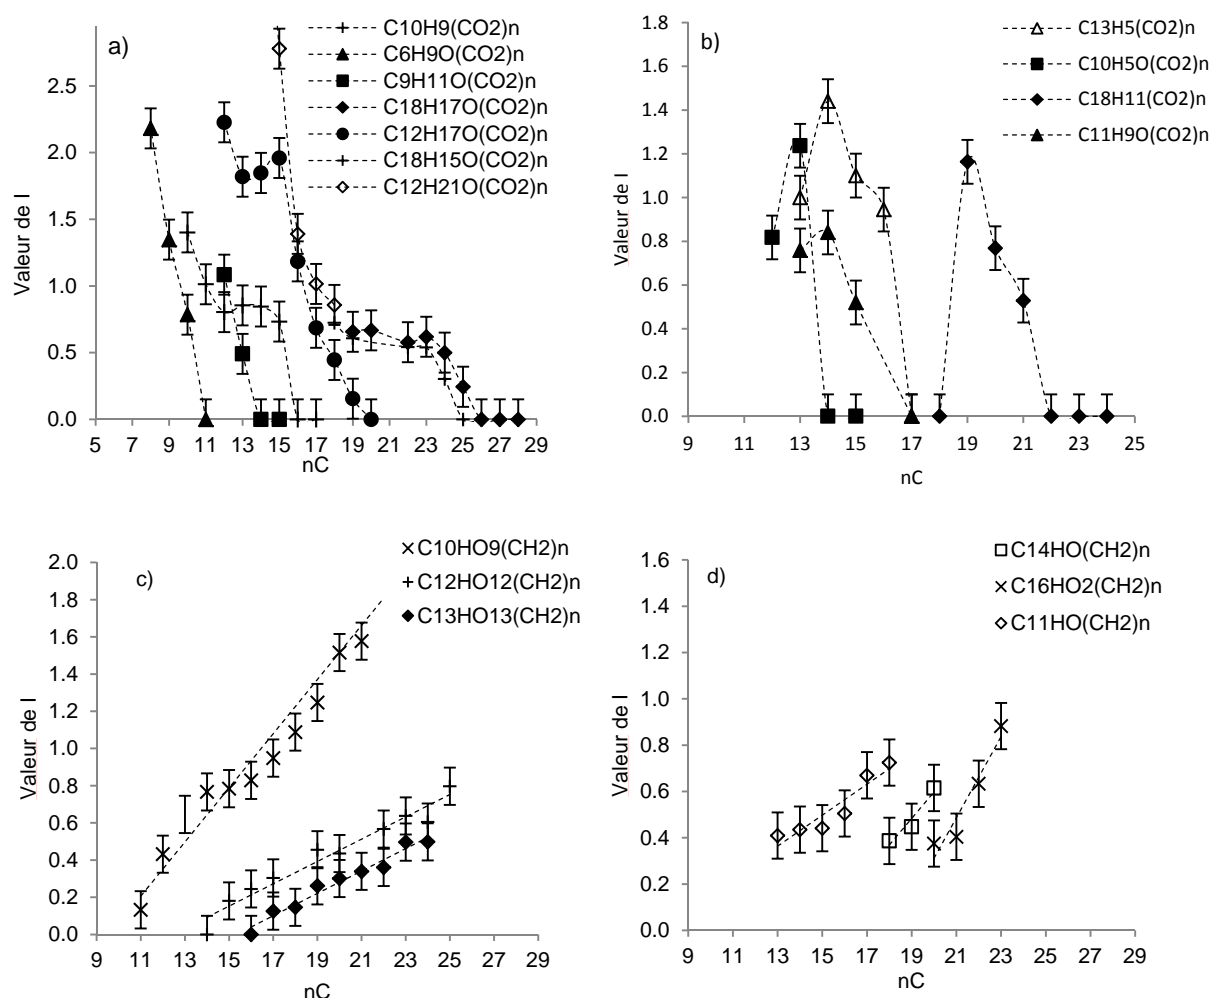 a)
C10H9(CO2)n
C6H9O(CO2)n
C9H11O(CO2)n
C18H17O(CO2)n
C12H17O(CO2)n
C18H15O(CO2)n
C12H21O(CO2)n
2.5
2.0
1.5
1.0
0.5
0.0
Valeur de I
5 7 9 11 13 15 17 19 21 23 25 27 29
nC
b)
C13H5(CO2)n
C10H5O(CO2)n
C18H11(CO2)n
C11H9O(CO2)n
1.8
1.6
1.4
1.2
1.0
0.8
0.6
0.4
0.2
0.0
Valeur de I
9 11 13 15 17 19 21 23 25
nC
c)
C10HO9(CH2)n
C12HO12(CH2)n
C13HO13(CH2)n
2.0
1.8
1.6
1.4
1.2
1.0
0.8
0.6
0.4
0.2
0.0
Valeur de I
9 11 13 15 17 19 21 23 25 27 29
nC
d)
C14HO(CH2)n
C16HO2(CH2)n
C11HO(CH2)n
1.6
1.4
1.2
1.0
0.8
0.6
0.4
0.2
0.0
Valeur de I
9 11 13 15 17 19 21 23 25 27 29
nC